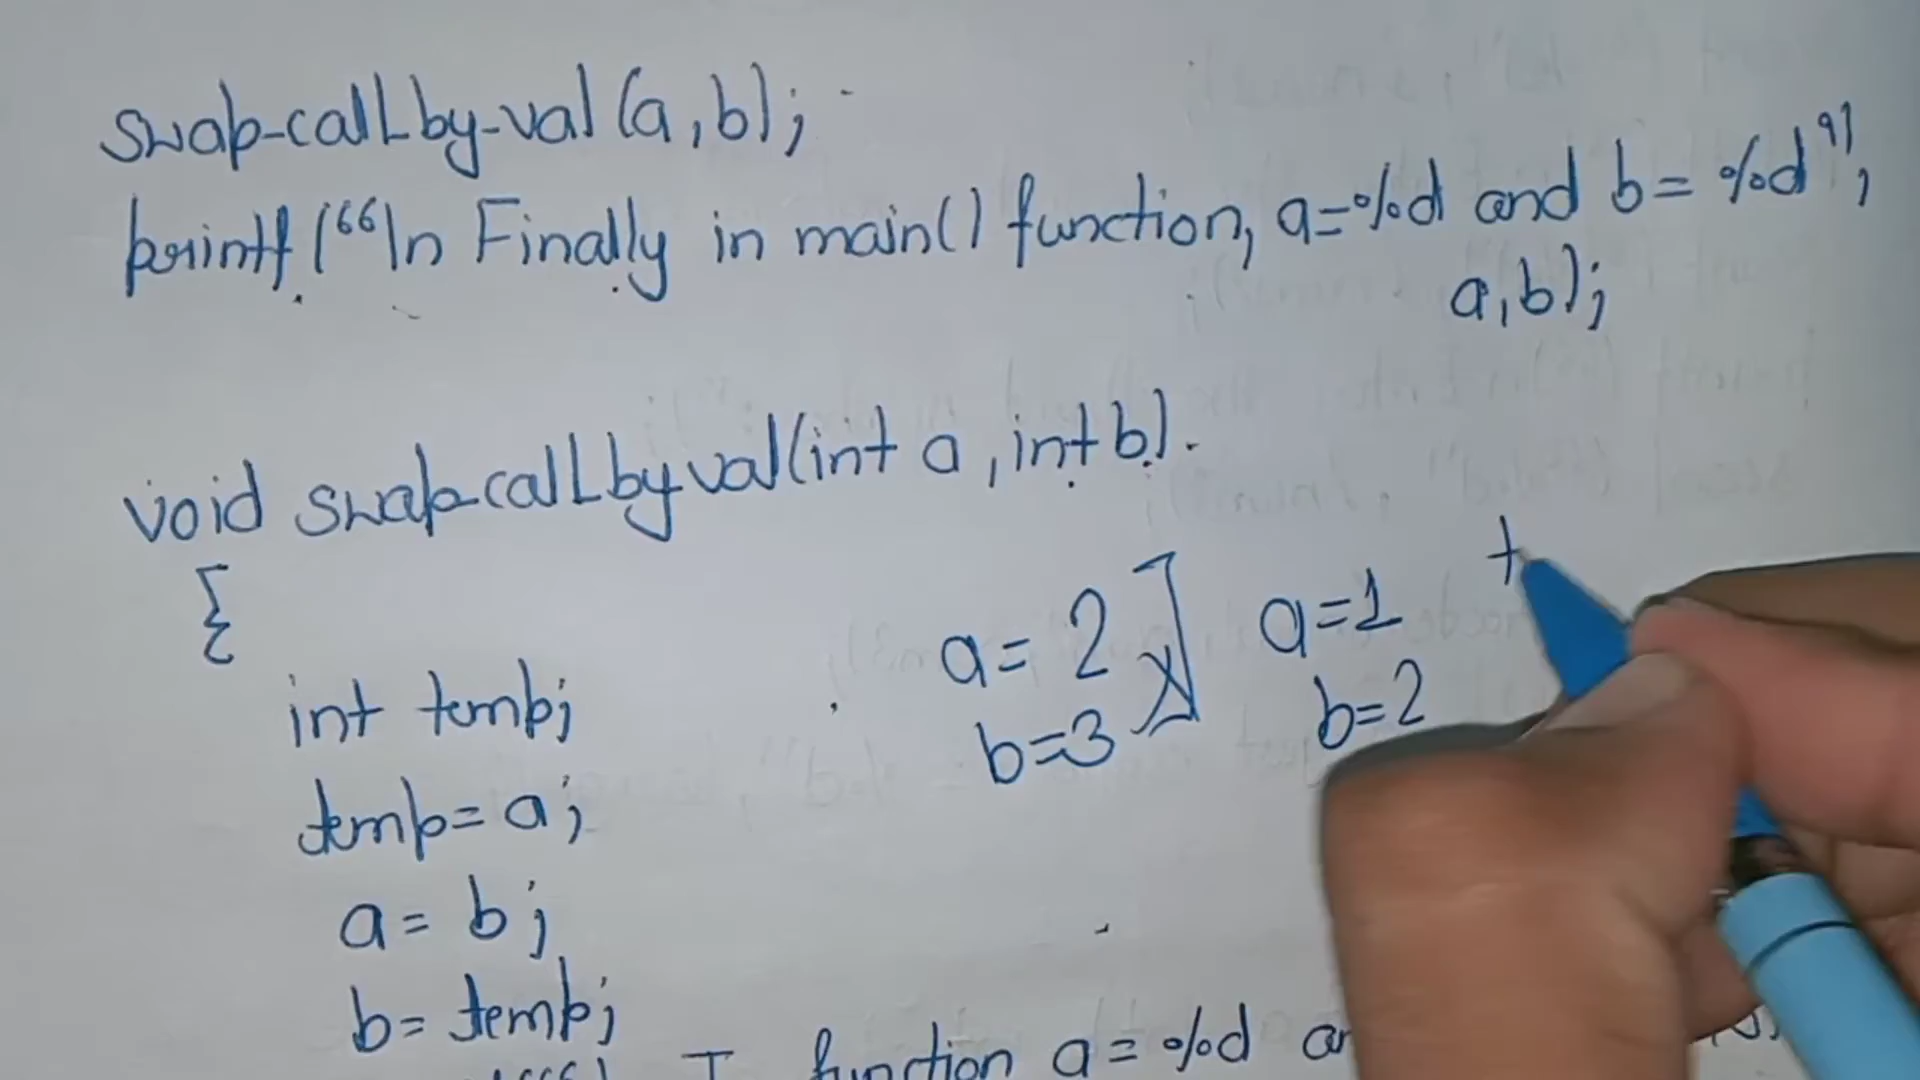 swap-call by-val (a,b);
printf ("\n Finally in main() function, a=%d and b= %d",
a,b);
void swap-call by val(int a, int b).
{
int temp;
temp= a;
a= b;
b= temp;
a= 2
b=3
a=1
b=2
t
function a= %d